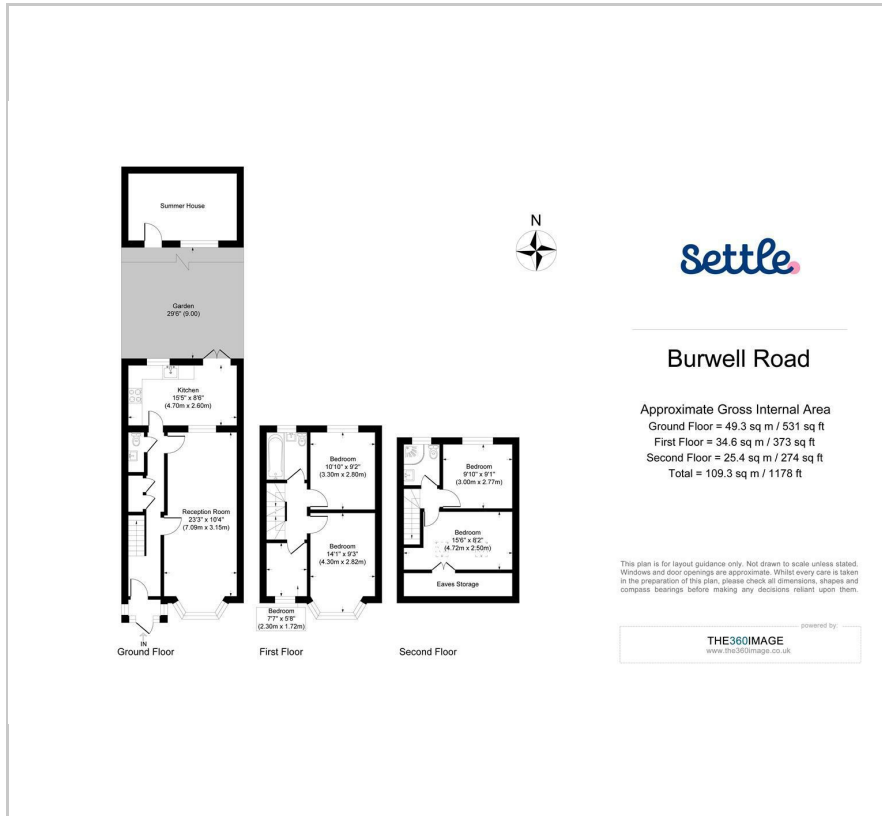 Summer House
N
Garden
29'6" (9.00)
Kitchen
15'5" x 8'6"
(4.70m x 2.60m)
Reception Room
23'3" x 10'4"
(7.09m x 3.15m)
IN
Ground Floor
Bedroom
10'10" x 9'2"
(3.30m x 2.80m)
Bedroom
14'1" x 9'3"
(4.30m x 2.82m)
Bedroom
7'7" x 5'8"
(2.30m x 1.72m)
First Floor
Bedroom
9'10" x 9'1"
(3.00m x 2.77m)
Bedroom
15'6" x 8'2"
(4.72m x 2.50m)
Eaves Storage
Second Floor
Settle
Burwell Road
Approximate Gross Internal Area
Ground Floor = 49.3 sq m / 531 sq ft
First Floor = 34.6 sq m / 373 sq ft
Second Floor = 25.4 sq m / 274 sq ft
Total = 109.3 sq m / 1178 sq ft
This plan is for layout guidance only. Not drawn to scale unless stated.
Windows and door openings are approximate. Whilst every care is taken
in the preparation of this plan, please check all dimensions, shapes and
compass bearings before making any decisions reliant upon them.
powered by:
THE360IMAGE
www.the360image.co.uk